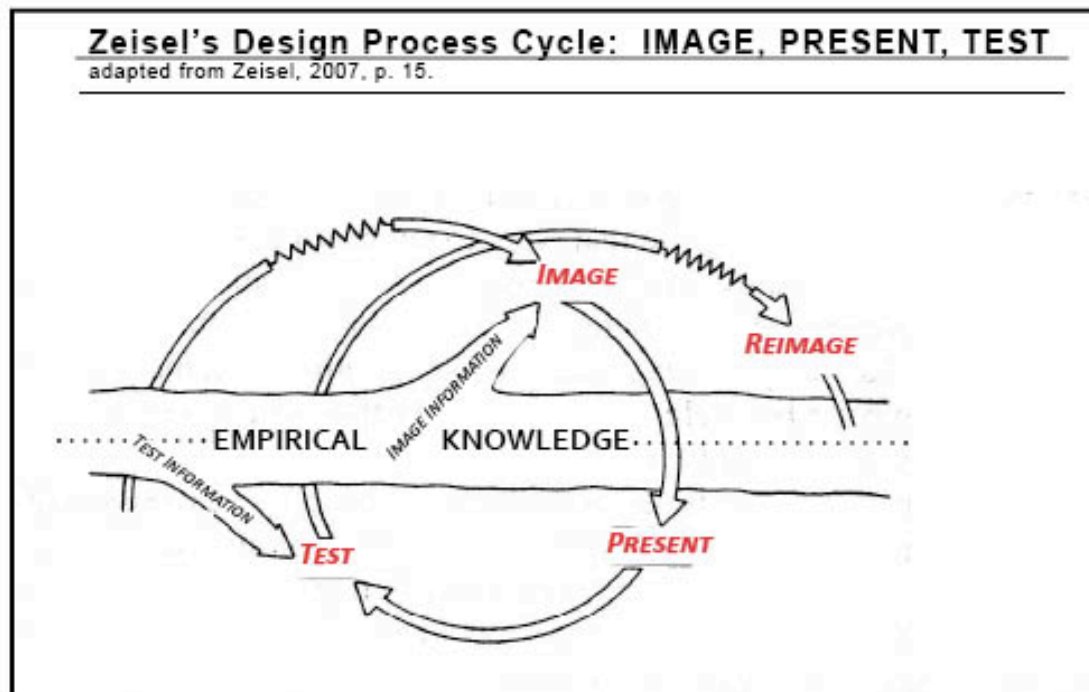 Zeisel's Design Process Cycle: IMAGE, PRESENT, TEST
adapted from Zeisel, 2007, p. 15.
IMAGE
REIMAGE
IMAGE INFORMATION
EMPIRICAL KNOWLEDGE
TEST INFORMATION
TEST
PRESENT